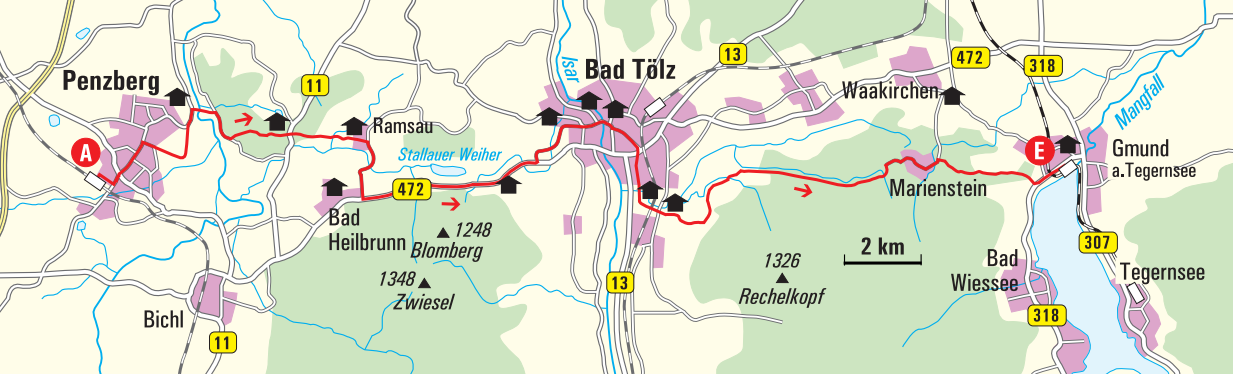 Penzberg
A
11
Ramsau
Stallauer Weiher
472
Bad
Heilbrunn
1248
Blomberg
1348
Zwiesel
Bichl
11
Isar
Bad Tölz
13
13
Waakirchen
472
318
Mangfall
E
Gmund
a.Tegernsee
Marienstein
2 km
1326
Rechelkopf
Bad
Wiessee
307
Tegernsee
318